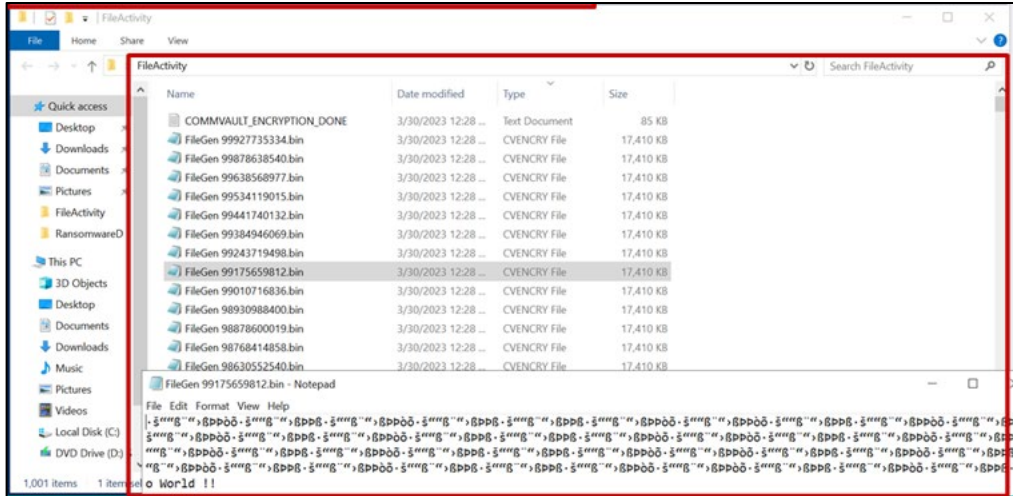 FileActivity
File Home Share View
FileActivity
Search FileActivity
Name Date modified Type Size
Quick access
Desktop
Downloads
Documents
Pictures
FileActivity
RansomwareD
This PC
3D Objects
Desktop
Documents
Downloads
Music
Pictures
Videos
Local Disk (C:)
DVD Drive (D:)
COMMVAULT_ENCRYPTION_DONE 3/30/2023 12:28 ... Text Document 85 KB
FileGen 99927735334.bin 3/30/2023 12:28 ... CVENCRY File 17,410 KB
FileGen 99878638540.bin 3/30/2023 12:28 ... CVENCRY File 17,410 KB
FileGen 99638568977.bin 3/30/2023 12:28 ... CVENCRY File 17,410 KB
FileGen 99534119015.bin 3/30/2023 12:28 ... CVENCRY File 17,410 KB
FileGen 99441740132.bin 3/30/2023 12:28 ... CVENCRY File 17,410 KB
FileGen 99384946069.bin 3/30/2023 12:28 ... CVENCRY File 17,410 KB
FileGen 99243719498.bin 3/30/2023 12:28 ... CVENCRY File 17,410 KB
FileGen 99175659812.bin 3/30/2023 12:28 ... CVENCRY File 17,410 KB
FileGen 99010716836.bin 3/30/2023 12:28 ... CVENCRY File 17,410 KB
FileGen 98930988400.bin 3/30/2023 12:28 ... CVENCRY File 17,410 KB
FileGen 98878600019.bin 3/30/2023 12:28 ... CVENCRY File 17,410 KB
FileGen 98768414858.bin 3/30/2023 12:28 ... CVENCRY File 17,410 KB
FileGen 98630552540.bin 3/30/2023 12:28 ... CVENCRY File 17,410 KB
FileGen 99175659812.bin - Notepad
File Edit Format View Help
o World !!
1,001 items 1 item sel